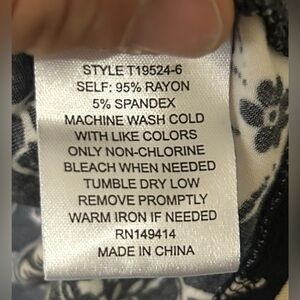 STYLE T19524-6
SELF: 95% RAYON
5% SPANDEX
MACHINE WASH COLD
WITH LIKE COLORS
ONLY NON-CHLORINE
BLEACH WHEN NEEDED
TUMBLE DRY LOW
REMOVE PROMPTLY
WARM IRON IF NEEDED
RN149414
MADE IN CHINA